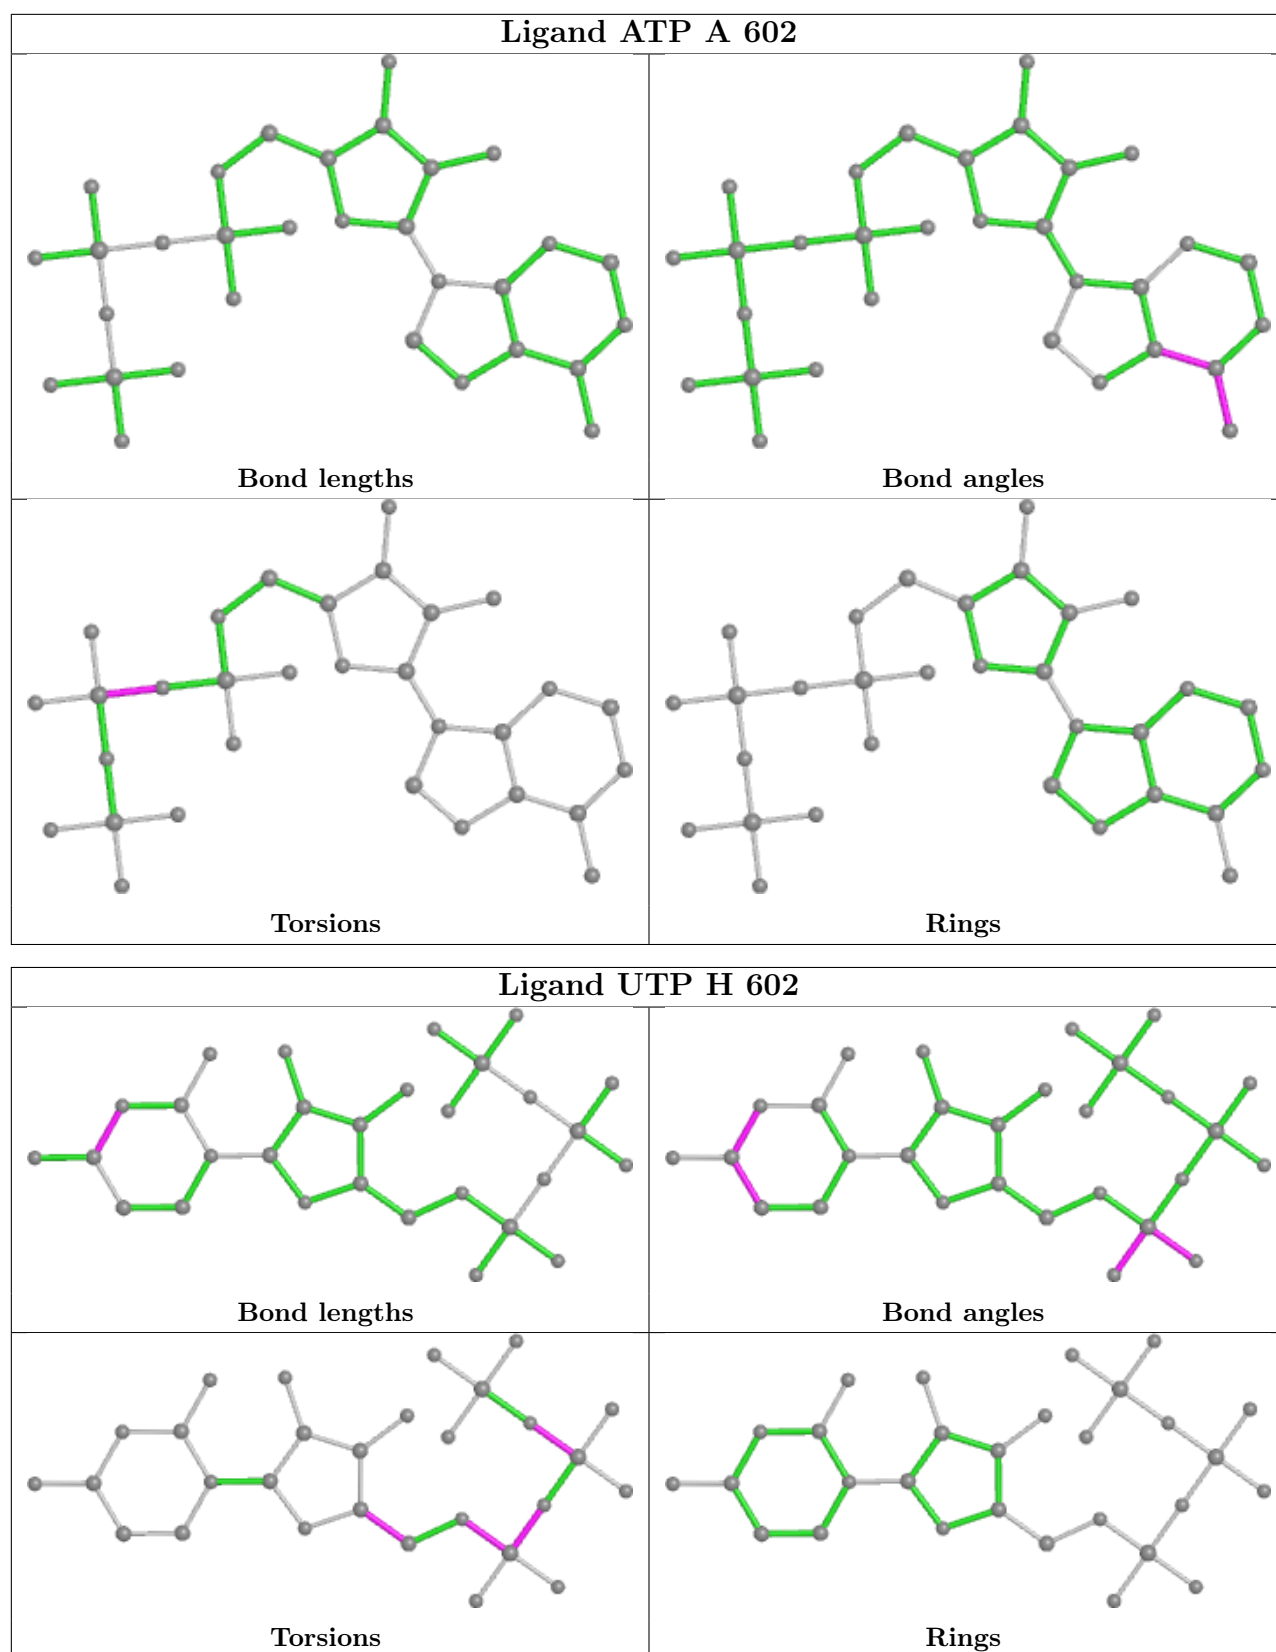 Ligand ATP A 602
Bond lengths
Bond angles
Torsions
Rings
Ligand UTP H 602
Bond lengths
Bond angles
Torsions
Rings